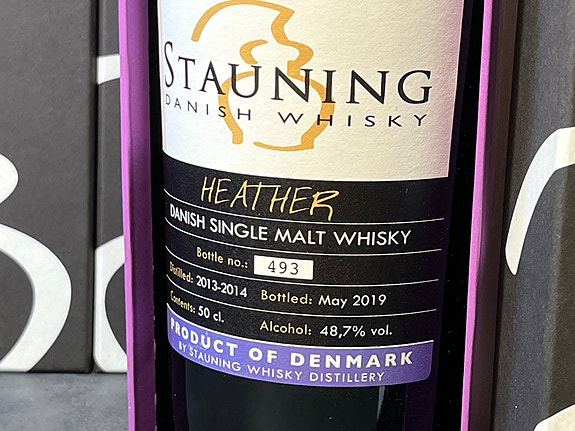 STAUNING
DANISH WHISKY
HEATHER
DANISH SINGLE MALT WHISKY
Bottle no.: 493
Distilled: 2013-2014 Bottled: May 2019
Contents: 50 cl. Alcohol: 48,7% vol.
PRODUCT OF DENMARK
BY STAUNING WHISKY DISTILLERY